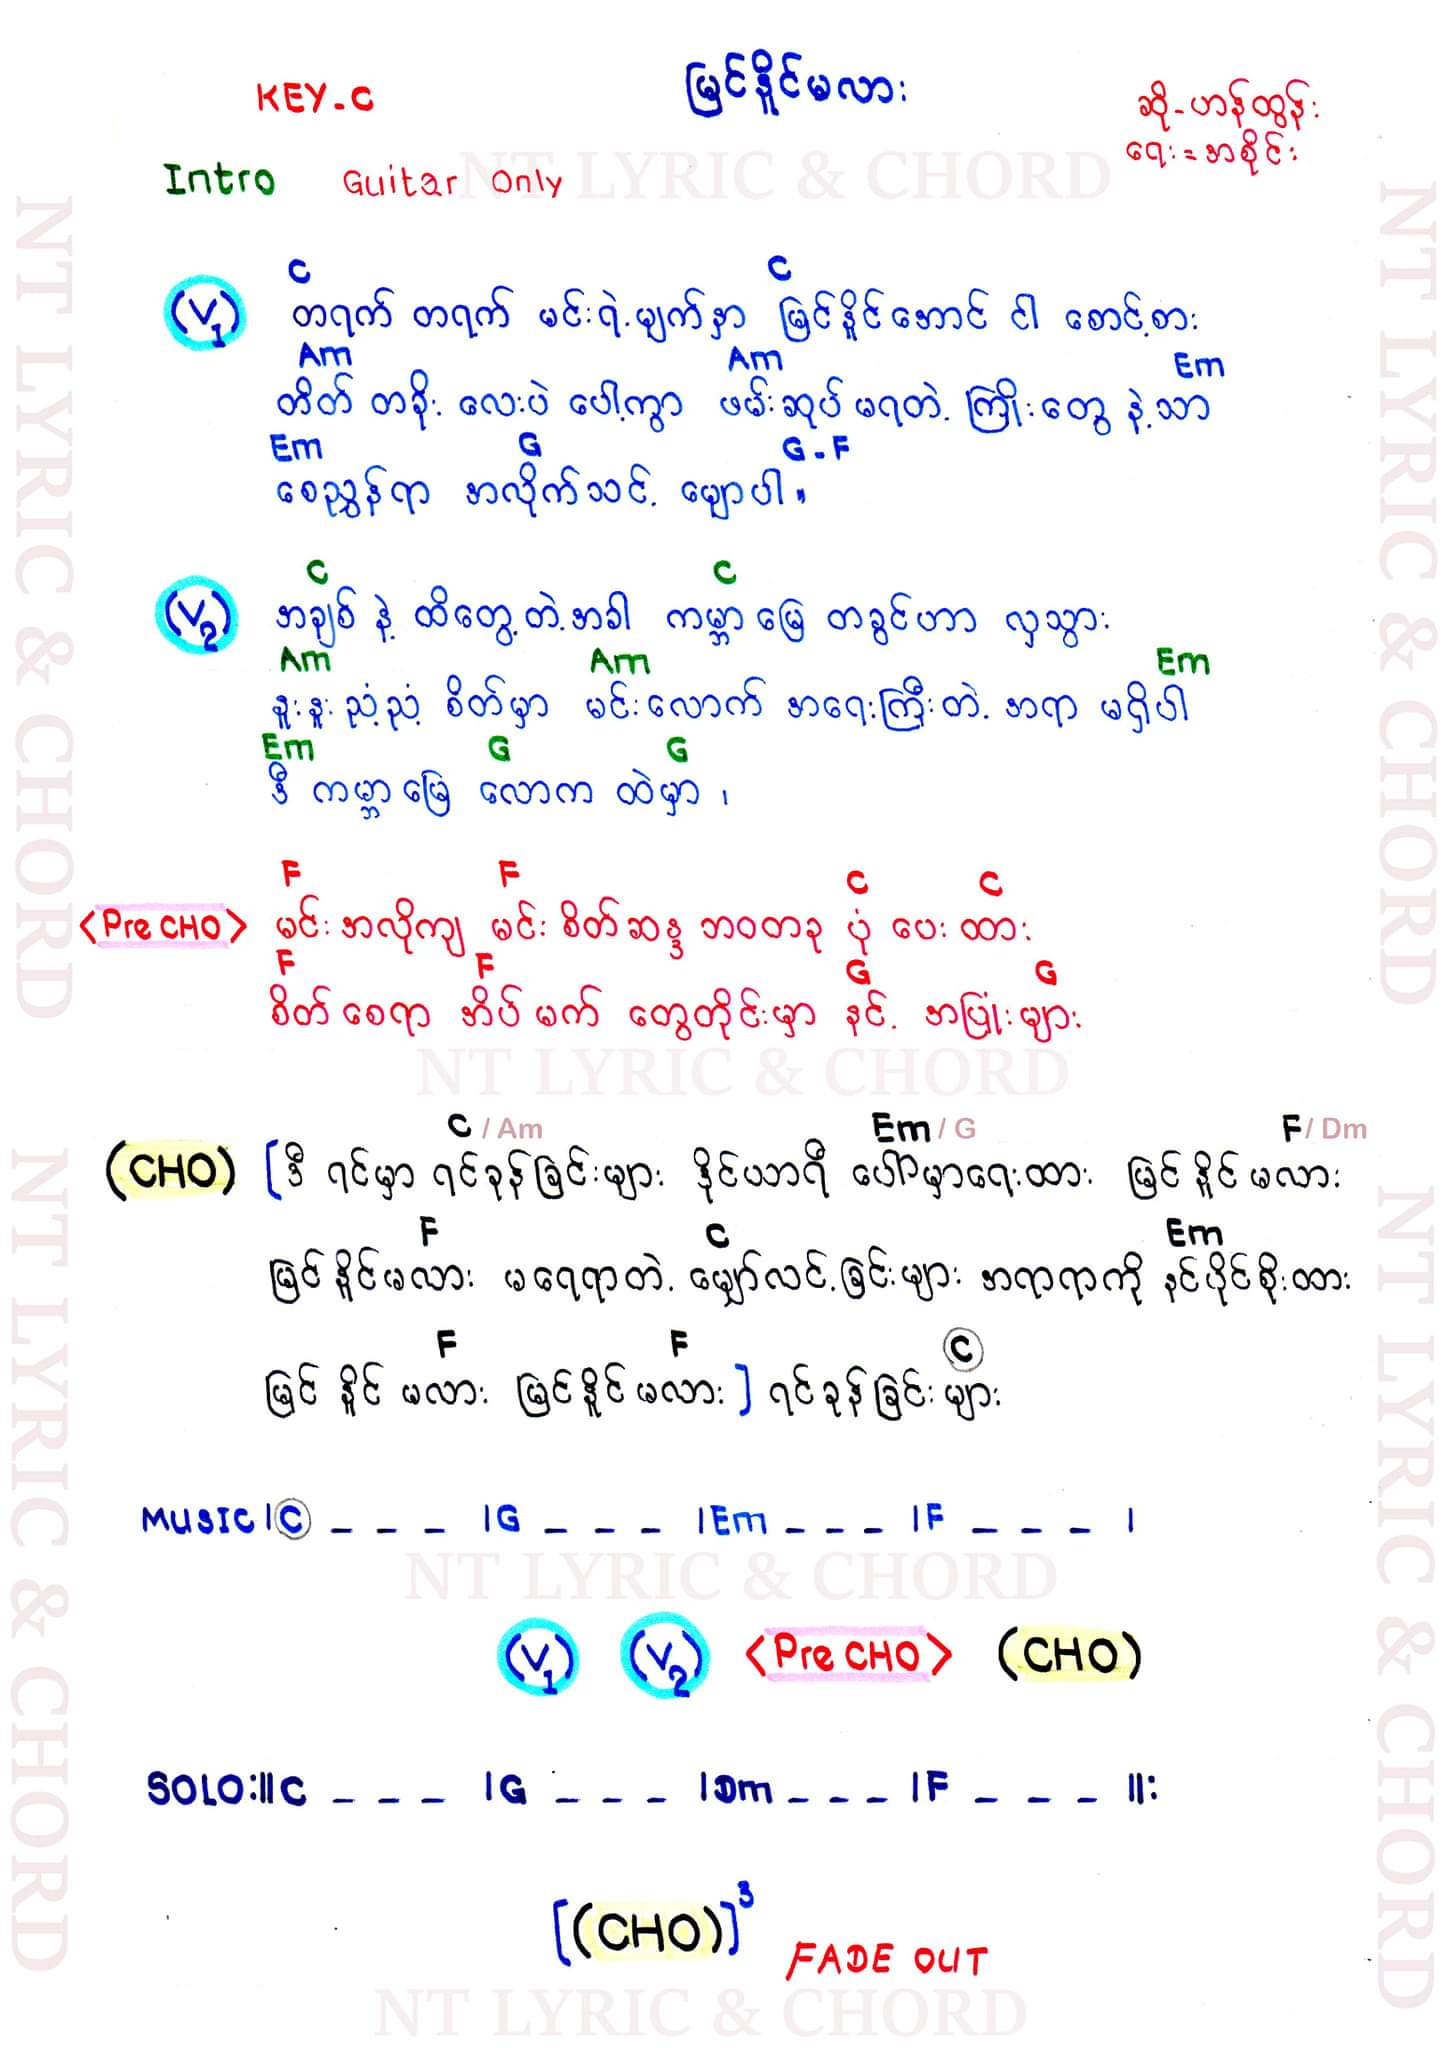 KEY-C
မြင်နိူင်မလား
ဆို-ဟန်ထွန်း
ရေး=အစိုင်း
Intro Guitar Only
NT LYRIC & CHORD
C C
(V1) တရက် တရက် မင်းရဲ့မျက်နှာ မြင်နိူင်အောင် ငါ စောင့်စား
Am Am Em
တိတ် တခိုး လေးပဲ ပေါ့ကွာ ဖမ်းဆုပ် မရတဲ့ ကြိုးတွေ နဲ့သာ
Em G G-F
စေညွှန်ရာ အလိုက်သင့် မျောပါ။
C C
(V2) အချစ် နဲ့ ထိတွေ့တဲ့အခါ ကမ္ဘာမြေ တခွင်ဟာ လှသွား
Am Am Em
နူးနူးညံ့ညံ့ စိတ်မှာ မင်းလောက် အရေးကြီးတဲ့ အရာ မရှိပါ
Em G G
ဒီ ကမ္ဘာမြေ လောက ထဲမှာ ၊
F F C C
<Pre CHO> မင်းအလိုကျ မင်းစိတ်ဆန္ဒ ဘဝတခု ပုံ ပေး ထား
F F G G
စိတ်စေရာ အိပ်မက် တွေတိုင်းမှာ နင့် အပြုံးများ
NT LYRIC & CHORD
C / Am Em / G F / Dm
(CHO) [ဒီ ရင်မှာ ရင်ခုန်ခြင်းများ ဒိုင်ယာရီ ပေါ်မှာရေးထား မြင်နိူင်မလား
F C Em
မြင်နိူင်မလား မရေရာတဲ့ မျှော်လင့်ခြင်းများ အရာရာကို နင်ပိုင်စိုးထား
F F C
မြင်နိူင် မလား မြင်နိူင်မလား] ရင်ခုန်ခြင်းများ
MUSIC |C _ _ _ |G _ _ _ |Em _ _ _ |F _ _ _ |
NT LYRIC & CHORD
(V1) (V2) <Pre CHO> (CHO)
SOLO:||C _ _ _ |G _ _ _ |Dm _ _ _ |F _ _ _ ||:
[(CHO)]3 FADE OUT
NT LYRIC & CHORD
NT LYRIC & CHORD
NT LYRIC & CHORD
NT LYRIC & CHORD
NT LYRIC & CHORD